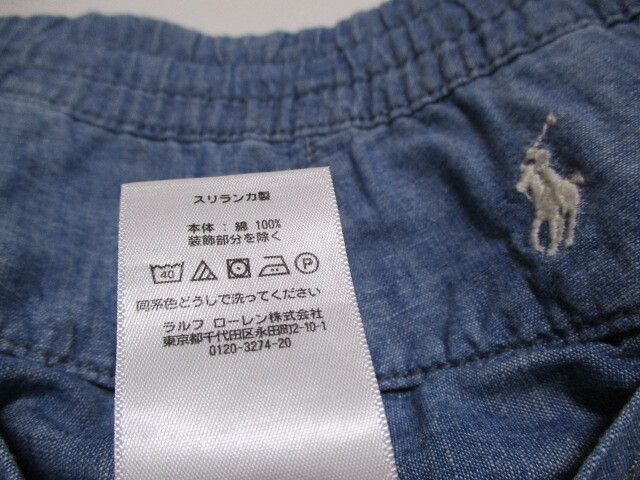 スリランカ製
本体 : 綿 100%
装飾部分を除く
40 P
同系色どうしで洗ってください
ラルフ ローレン株式会社
東京都千代田区永田町2-10-1
0120-3274-20